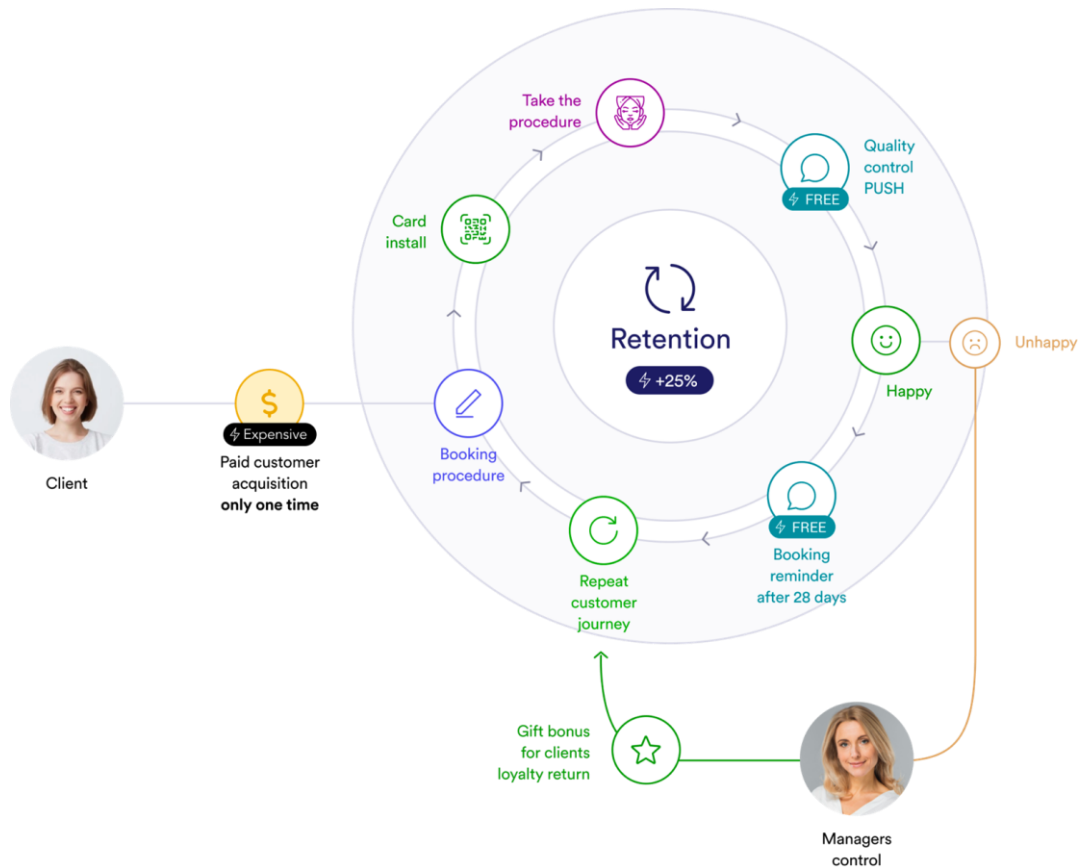 Take the
procedure
Quality
control
PUSH
FREE
Card
install
Retention
+25%
Unhappy
Happy
Expensive
Client
Paid customer
acquisition
only one time
Booking
procedure
FREE
Booking
reminder
after 28 days
Repeat
customer
journey
Gift bonus
for clients
loyalty return
Managers
control